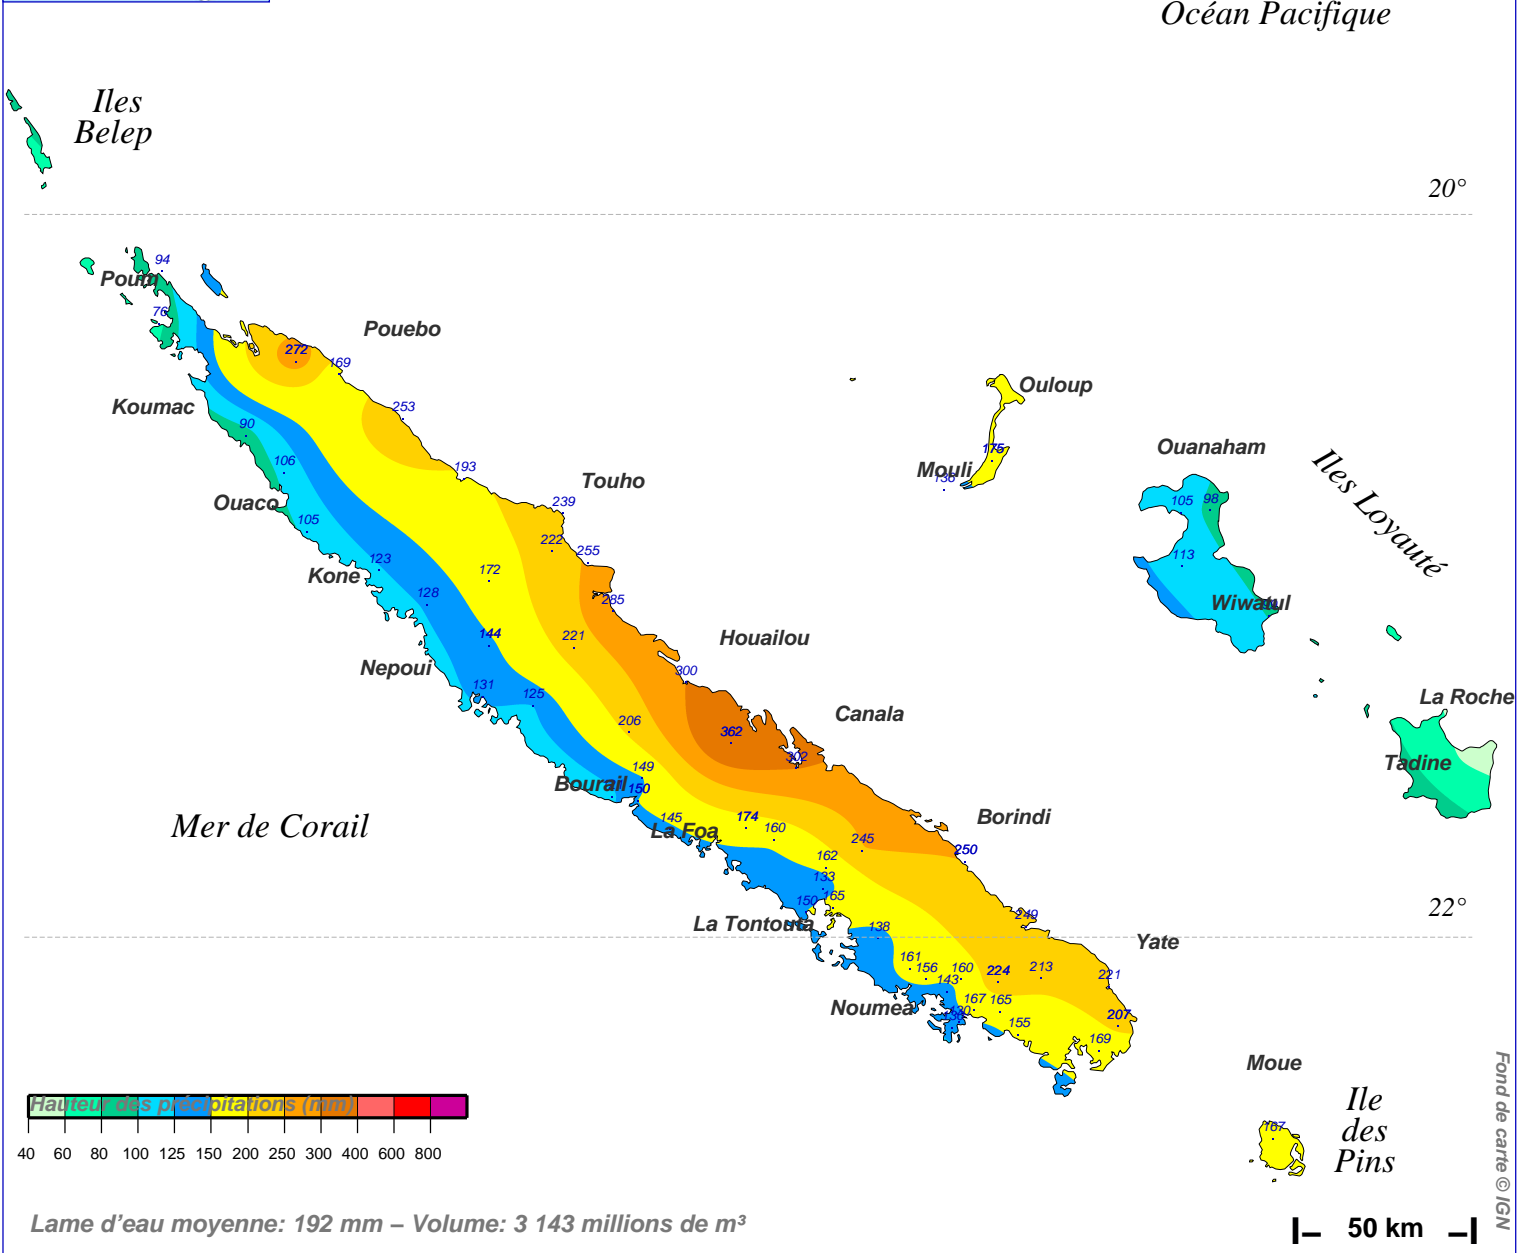 Océan Pacifique
Iles
Belep
20°
94
Poum
76
Pouebo
272
169
Ouloup
Koumac
253
90
Ouanaham
175
Mouli
136
106
193
Touho
Iles Loyauté
Ouaco
239
105
98
105
222
255
113
123
172
Kone
128
285
Wiwatul
144
221
Houailou
Nepoui
300
131
125
La Roche
206
362
Canala
302
Tadine
149
Bourail
150
Mer de Corail
145
La Foa
174
160
245
Borindi
162
250
133
150
165
249
22°
La Tontouta
138
Yate
161
156
160
224
213
221
143
Noumea
167
165
130
207
155
169
Moue
Hauteur des précipitations (mm)
40 60 80 100 125 150 200 250 300 400 600 800
Ile
des
Pins
167
Fond de carte © IGN
Lame d’eau moyenne: 192 mm – Volume: 3 143 millions de m³
50 km